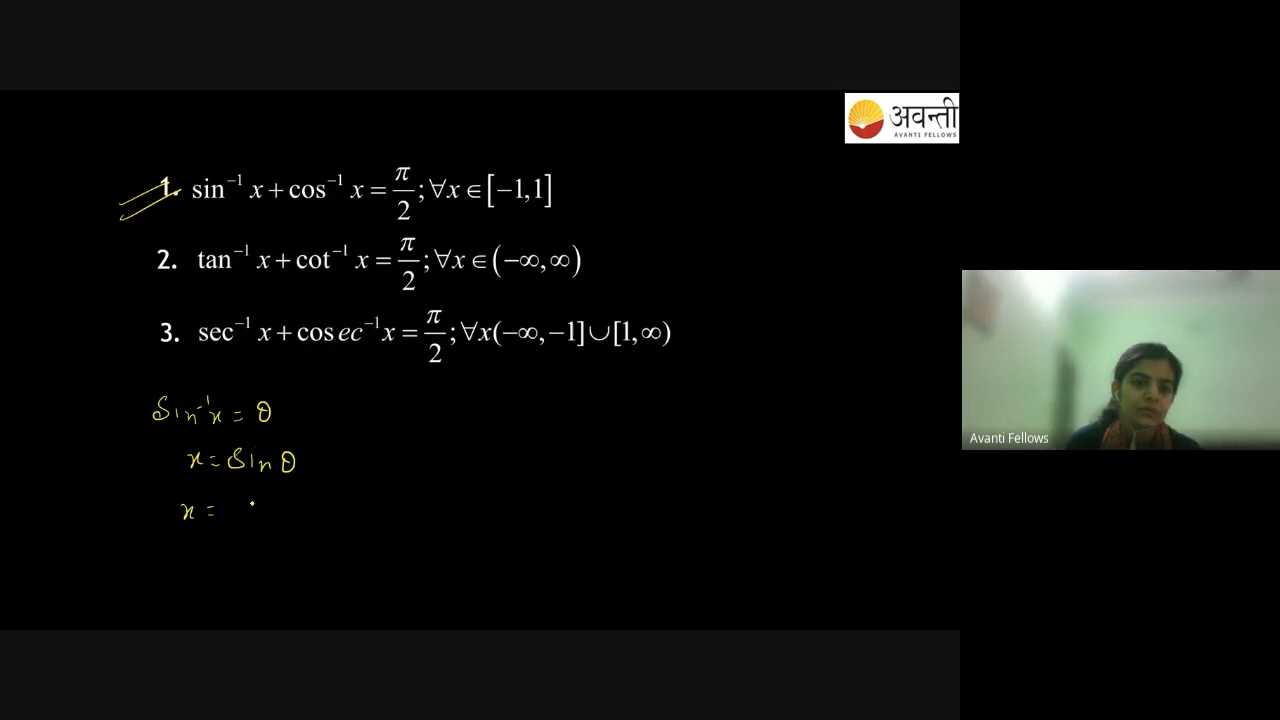 अवन्ती
AVANTI FELLOWS
1. sin⁻¹ x + cos⁻¹ x = π/2 ; ∀x ∈ [−1,1]
2. tan⁻¹ x + cot⁻¹ x = π/2 ; ∀x ∈ (−∞,∞)
3. sec⁻¹ x + cosec⁻¹x = π/2 ; ∀x(−∞,−1]∪[1,∞)
Sin⁻¹x = θ
x = Sin θ
x =
Avanti Fellows